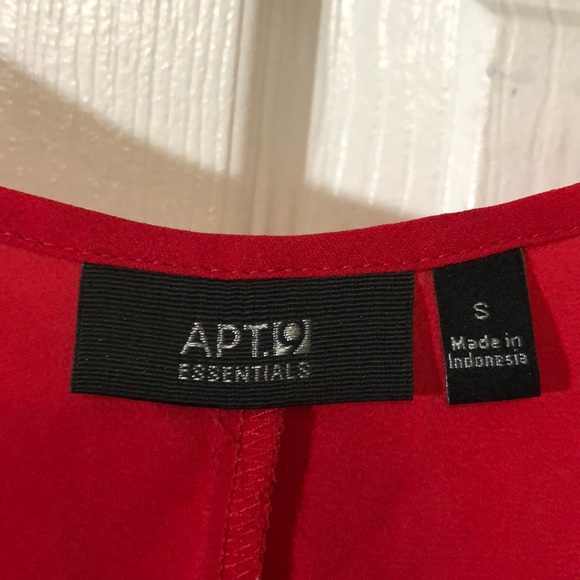 APT.9
ESSENTIALS
S
Made in
Indonesia